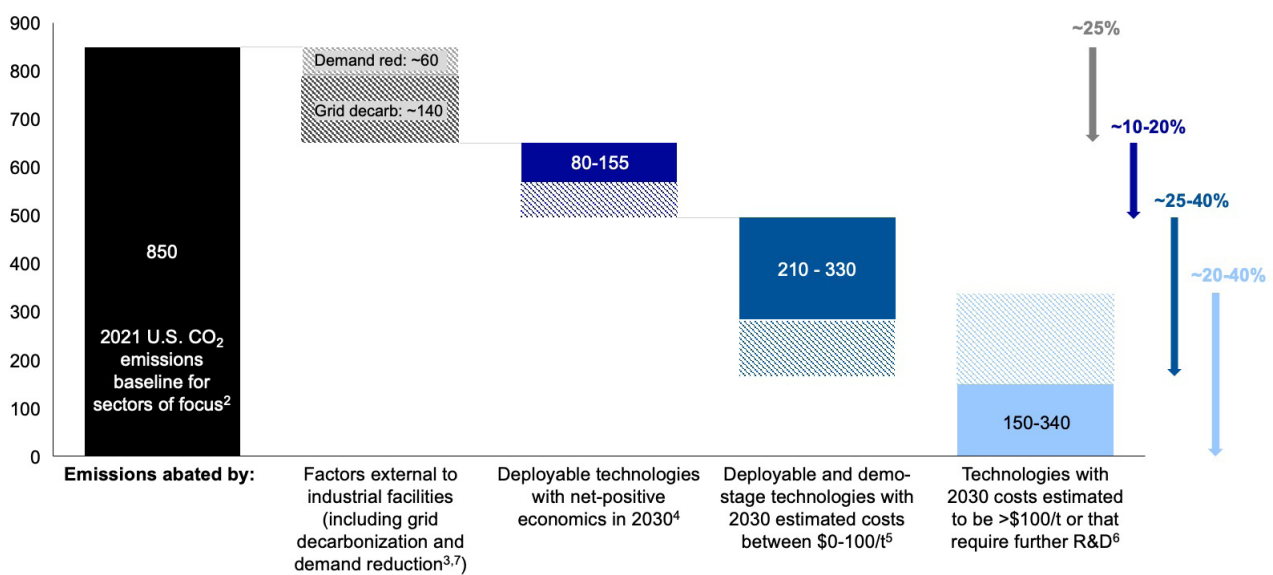 900
800
700
600
500
400
300
200
100
0
850
2021 U.S. CO₂
emissions
baseline for
sectors of focus²
Demand red: ~60
Grid decarb: ~140
80-155
210 - 330
150-340
~25%
~10-20%
~25-40%
~20-40%
Emissions abated by:
Factors external to
industrial facilities
(including grid
decarbonization and
demand reduction³,⁷)
Deployable technologies
with net-positive
economics in 2030⁴
Deployable and demo-
stage technologies with
2030 estimated costs
between $0-100/t⁵
Technologies with
2030 costs estimated
to be >$100/t or that
require further R&D⁶